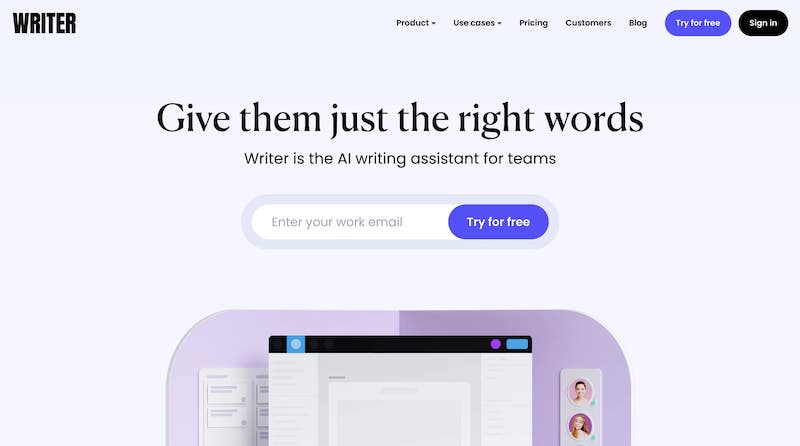 WRITER
Product
Use cases
Pricing
Customers
Blog
Try for free
Sign in
Give them just the right words
Writer is the AI writing assistant for teams
Enter your work email
Try for free